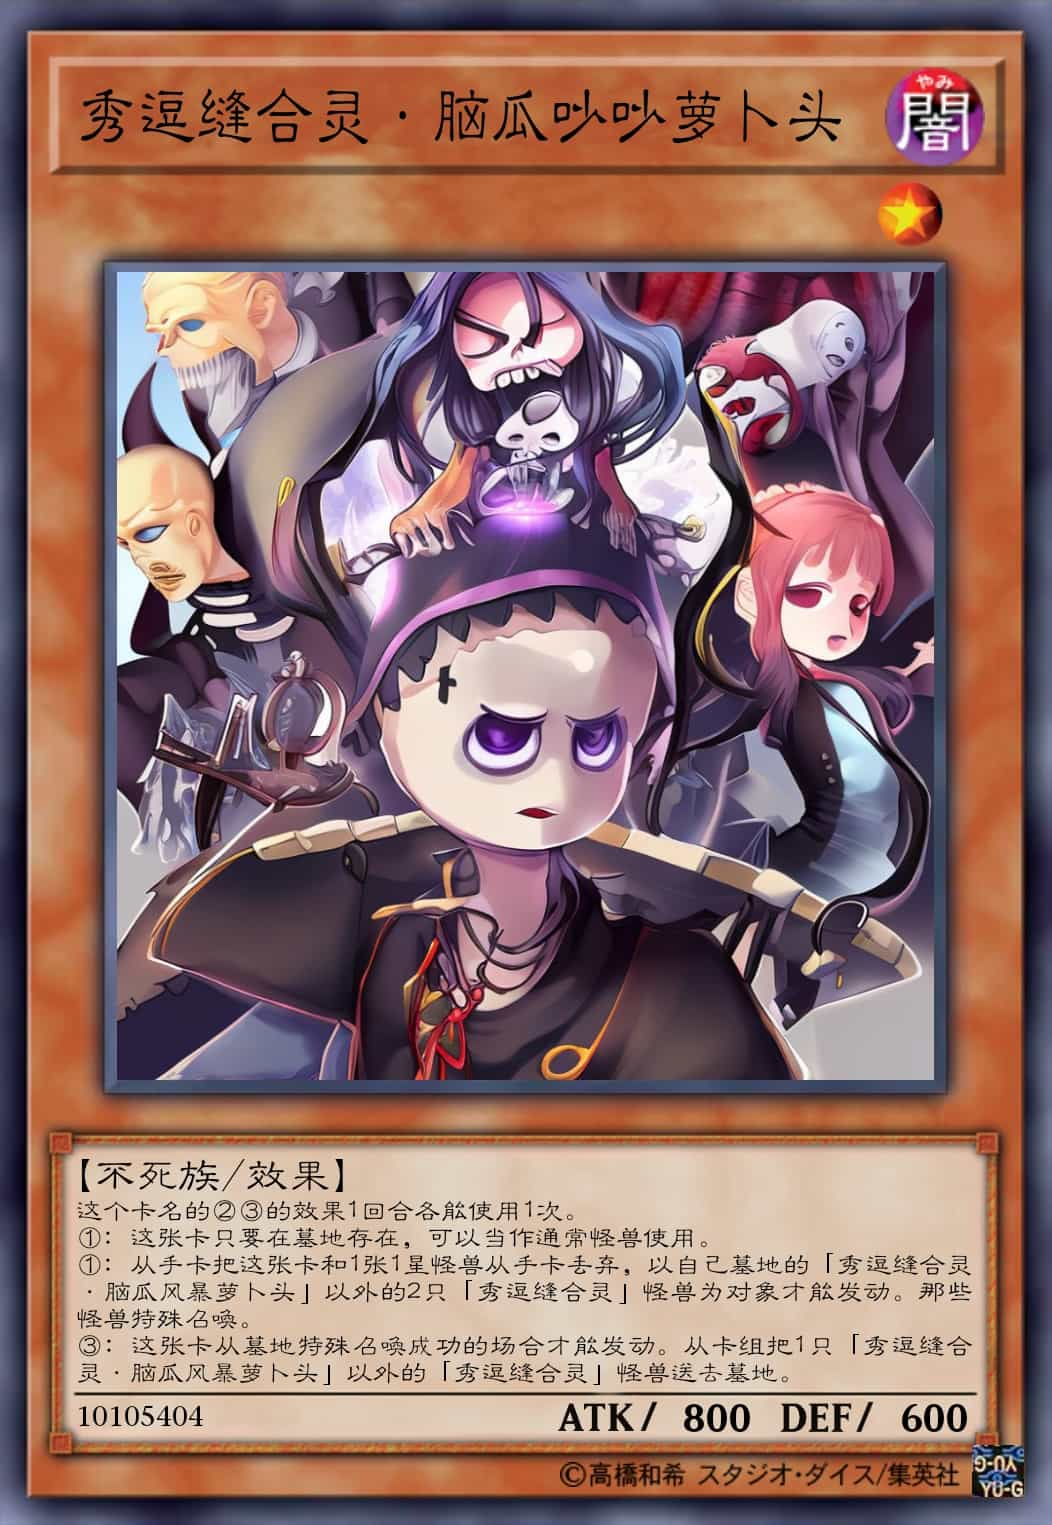 秀逗缝合灵·脑瓜吵吵萝卜头
やみ
闇
【不死族/效果】
这个卡名的②③的效果1回合各能使用1次。
①：这张卡只要在墓地存在，可以当作通常怪兽使用。
①：从手卡把这张卡和1张1星怪兽从手卡丢弃，以自己墓地的「秀逗缝合灵
·脑瓜风暴萝卜头」以外的2只「秀逗缝合灵」怪兽为对象才能发动。那些
怪兽特殊召唤。
③：这张卡从墓地特殊召唤成功的场合才能发动。从卡组把1只「秀逗缝合
灵·脑瓜风暴萝卜头」以外的「秀逗缝合灵」怪兽送去墓地。
10105404 ATK/ 800 DEF/ 600
©高橋和希 スタジオ·ダイス/集英社
YU-G
YU-G